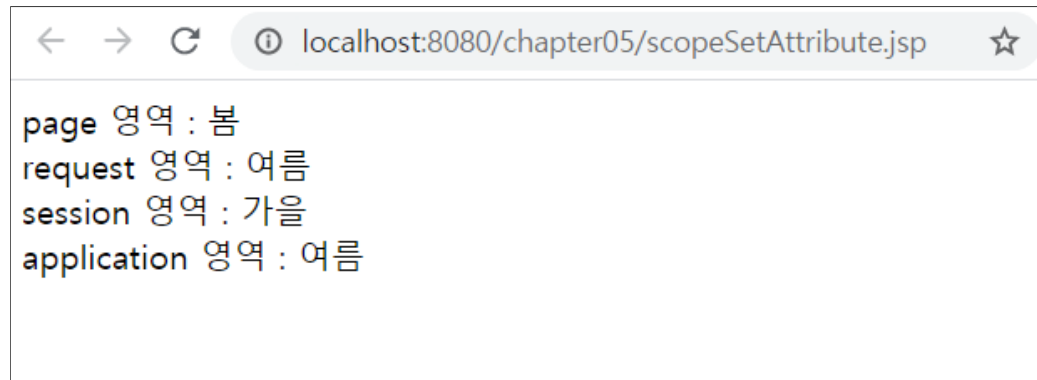 localhost:8080/chapter05/scopeSetAttribute.jsp
page 영역 : 봄
request 영역 : 여름
session 영역 : 가을
application 영역 : 여름